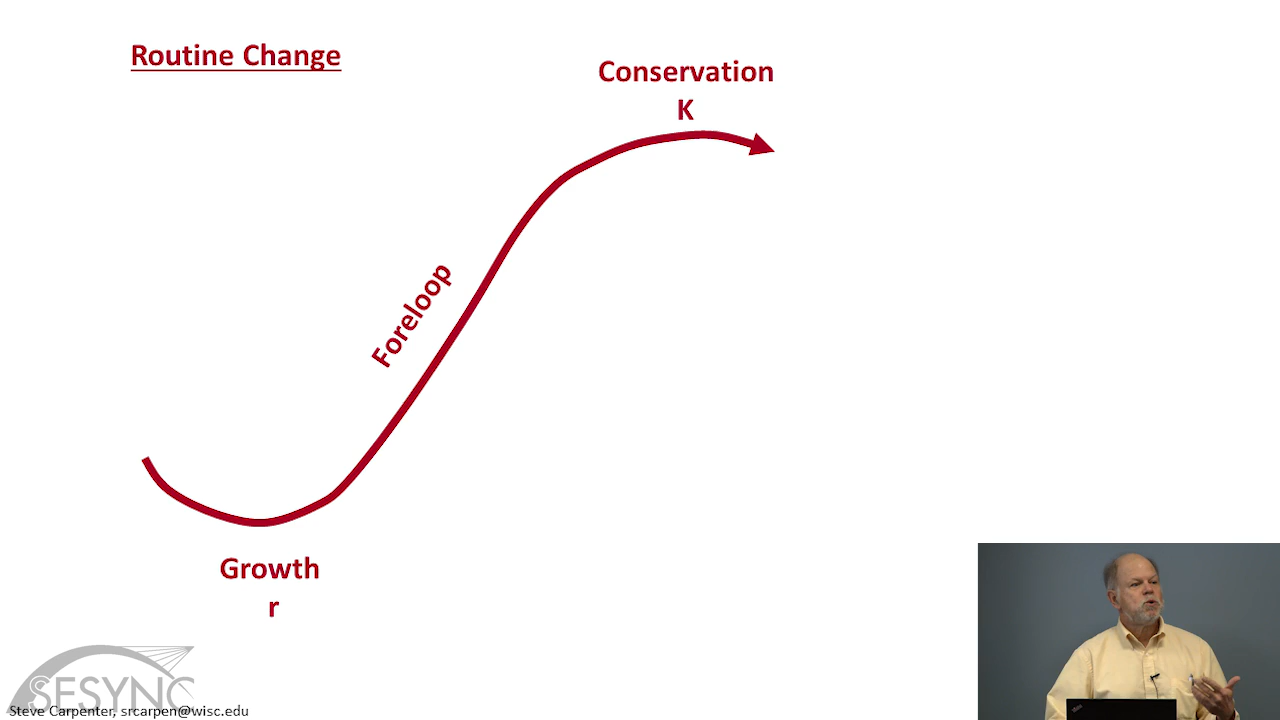 Routine Change
Conservation
K
Foreloop
Growth
r
SESYNC
Steve Carpenter, srcarpen@wisc.edu